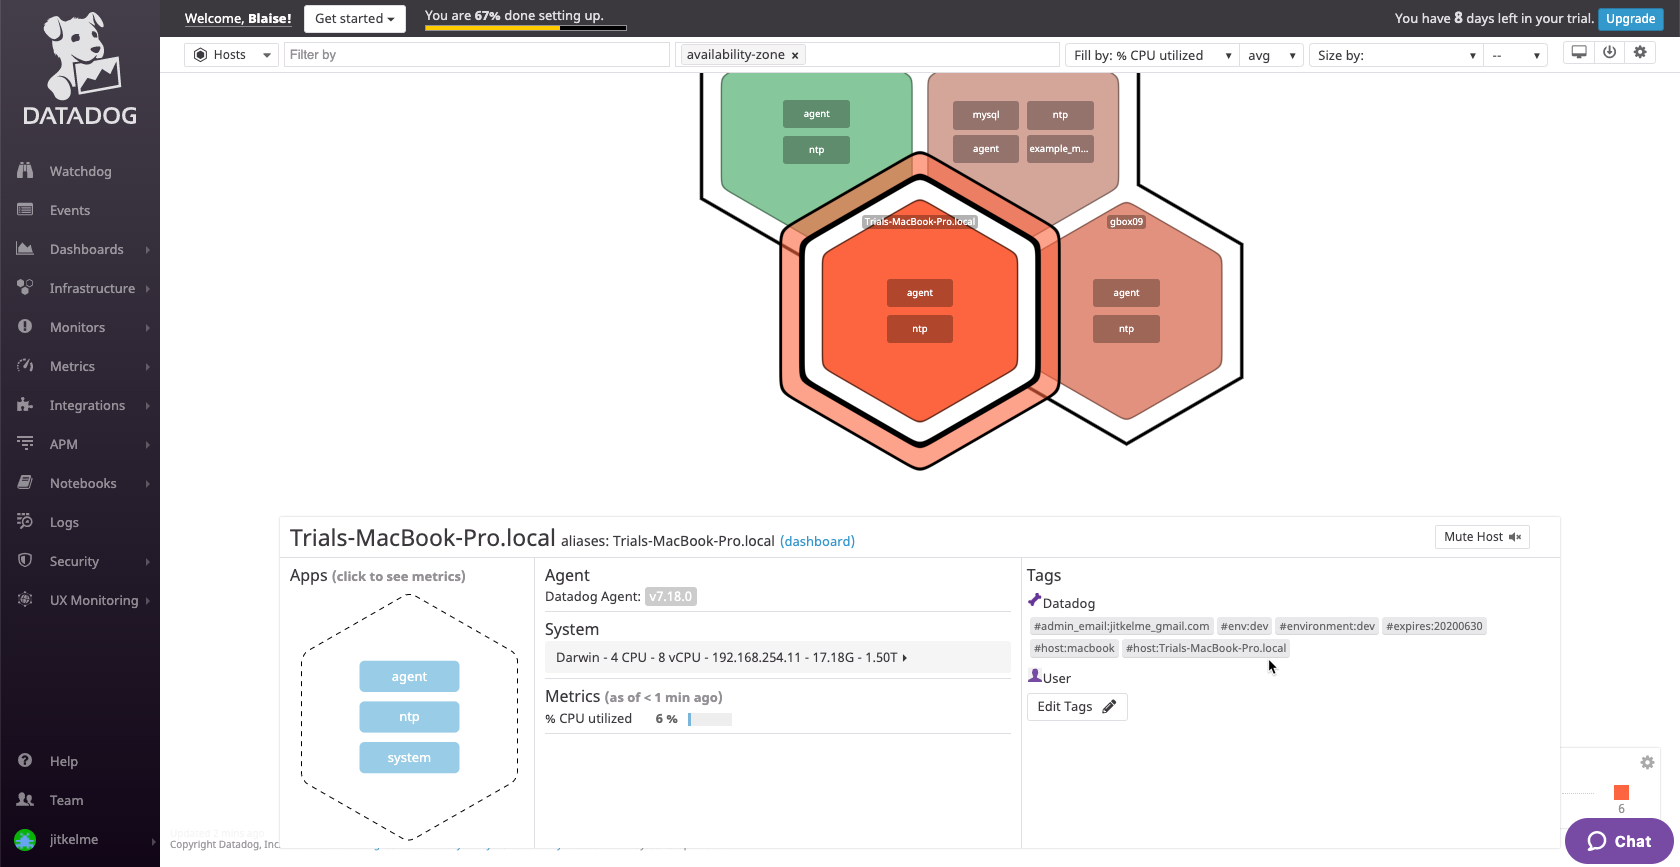 Welcome, Blaise!
Get started
You are 67% done setting up.
You have 8 days left in your trial. Upgrade
DATADOG
Hosts
Filter by
availability-zone ×
Fill by: % CPU utilized
avg
Size by:
--
Watchdog
Events
Dashboards
Infrastructure
Monitors
Metrics
Integrations
APM
Notebooks
Logs
Security
UX Monitoring
Help
Team
jitkelme
agent
ntp
mysql ntp
agent example_m...
Trials-MacBook-Pro.local
agent
ntp
gbox09
agent
ntp
Trials-MacBook-Pro.local aliases: Trials-MacBook-Pro.local (dashboard)
Mute Host
Apps (click to see metrics)
agent
ntp
system
Agent
Datadog Agent: v7.18.0
System
Darwin - 4 CPU - 8 vCPU - 192.168.254.11 - 17.18G - 1.50T
Metrics (as of < 1 min ago)
% CPU utilized 6 %
Tags
Datadog
#admin_email:jitkelme_gmail.com #env:dev #environment:dev #expires:20200630
#host:macbook #host:Trials-MacBook-Pro.local
User
Edit Tags
6
Updated 2 mins ago
Copyright Datadog, Inc.
Chat